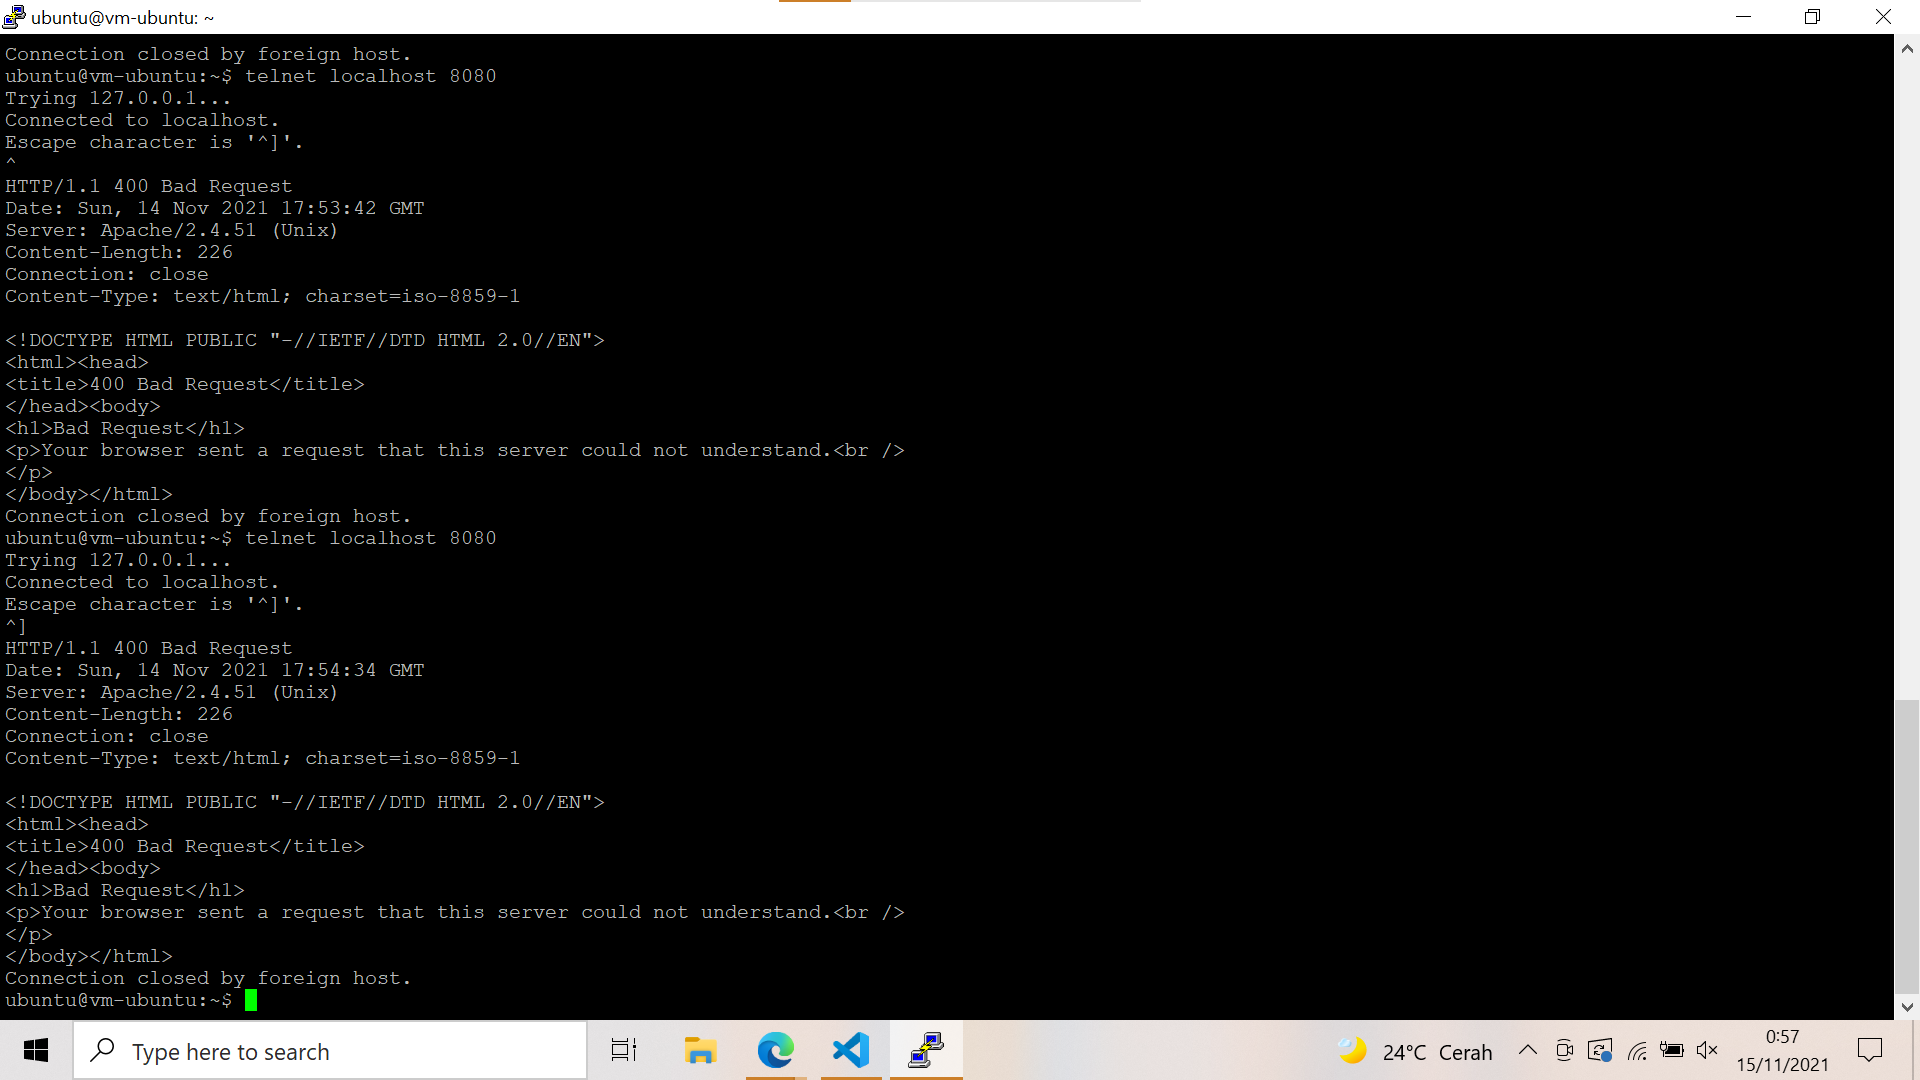 ubuntu@vm-ubuntu: ~
Connection closed by foreign host.
ubuntu@vm-ubuntu:~$ telnet localhost 8080
Trying 127.0.0.1...
Connected to localhost.
Escape character is '^]'.
^
HTTP/1.1 400 Bad Request
Date: Sun, 14 Nov 2021 17:53:42 GMT
Server: Apache/2.4.51 (Unix)
Content-Length: 226
Connection: close
Content-Type: text/html; charset=iso-8859-1

<!DOCTYPE HTML PUBLIC "-//IETF//DTD HTML 2.0//EN">
<html><head>
<title>400 Bad Request</title>
</head><body>
<h1>Bad Request</h1>
<p>Your browser sent a request that this server could not understand.<br />
</p>
</body></html>
Connection closed by foreign host.
ubuntu@vm-ubuntu:~$ telnet localhost 8080
Trying 127.0.0.1...
Connected to localhost.
Escape character is '^]'.
^]
HTTP/1.1 400 Bad Request
Date: Sun, 14 Nov 2021 17:54:34 GMT
Server: Apache/2.4.51 (Unix)
Content-Length: 226
Connection: close
Content-Type: text/html; charset=iso-8859-1

<!DOCTYPE HTML PUBLIC "-//IETF//DTD HTML 2.0//EN">
<html><head>
<title>400 Bad Request</title>
</head><body>
<h1>Bad Request</h1>
<p>Your browser sent a request that this server could not understand.<br />
</p>
</body></html>
Connection closed by foreign host.
ubuntu@vm-ubuntu:~$
Type here to search
24°C Cerah
0:57
15/11/2021